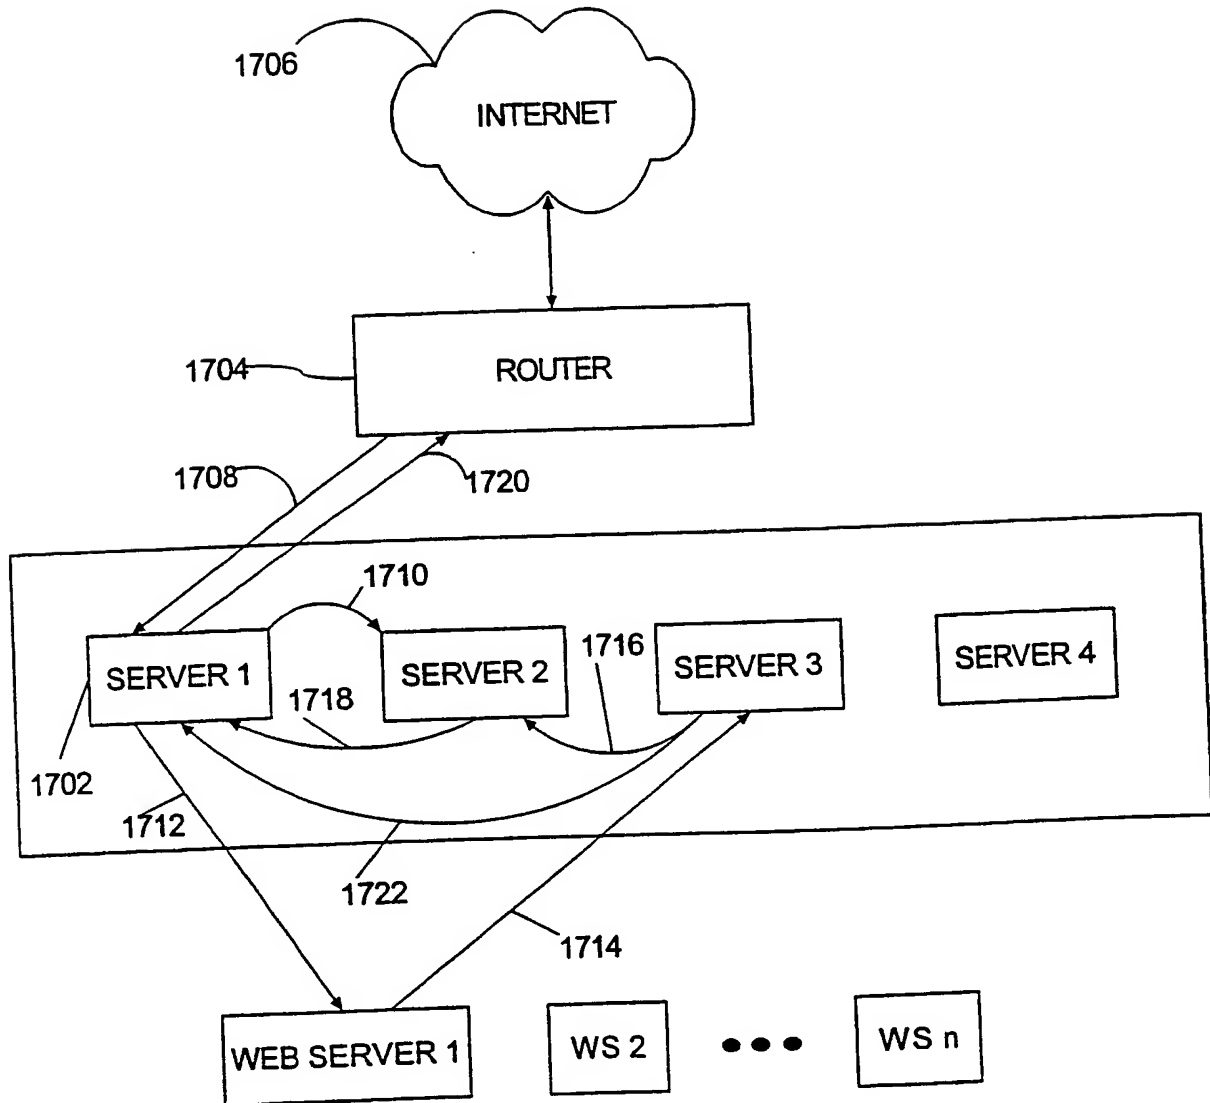 1706
INTERNET
1704
ROUTER
1708
1720
1710
SERVER 1
SERVER 2
1716
SERVER 3
SERVER 4
1718
1702
1712
1722
1714
WEB SERVER 1
WS 2
WS n